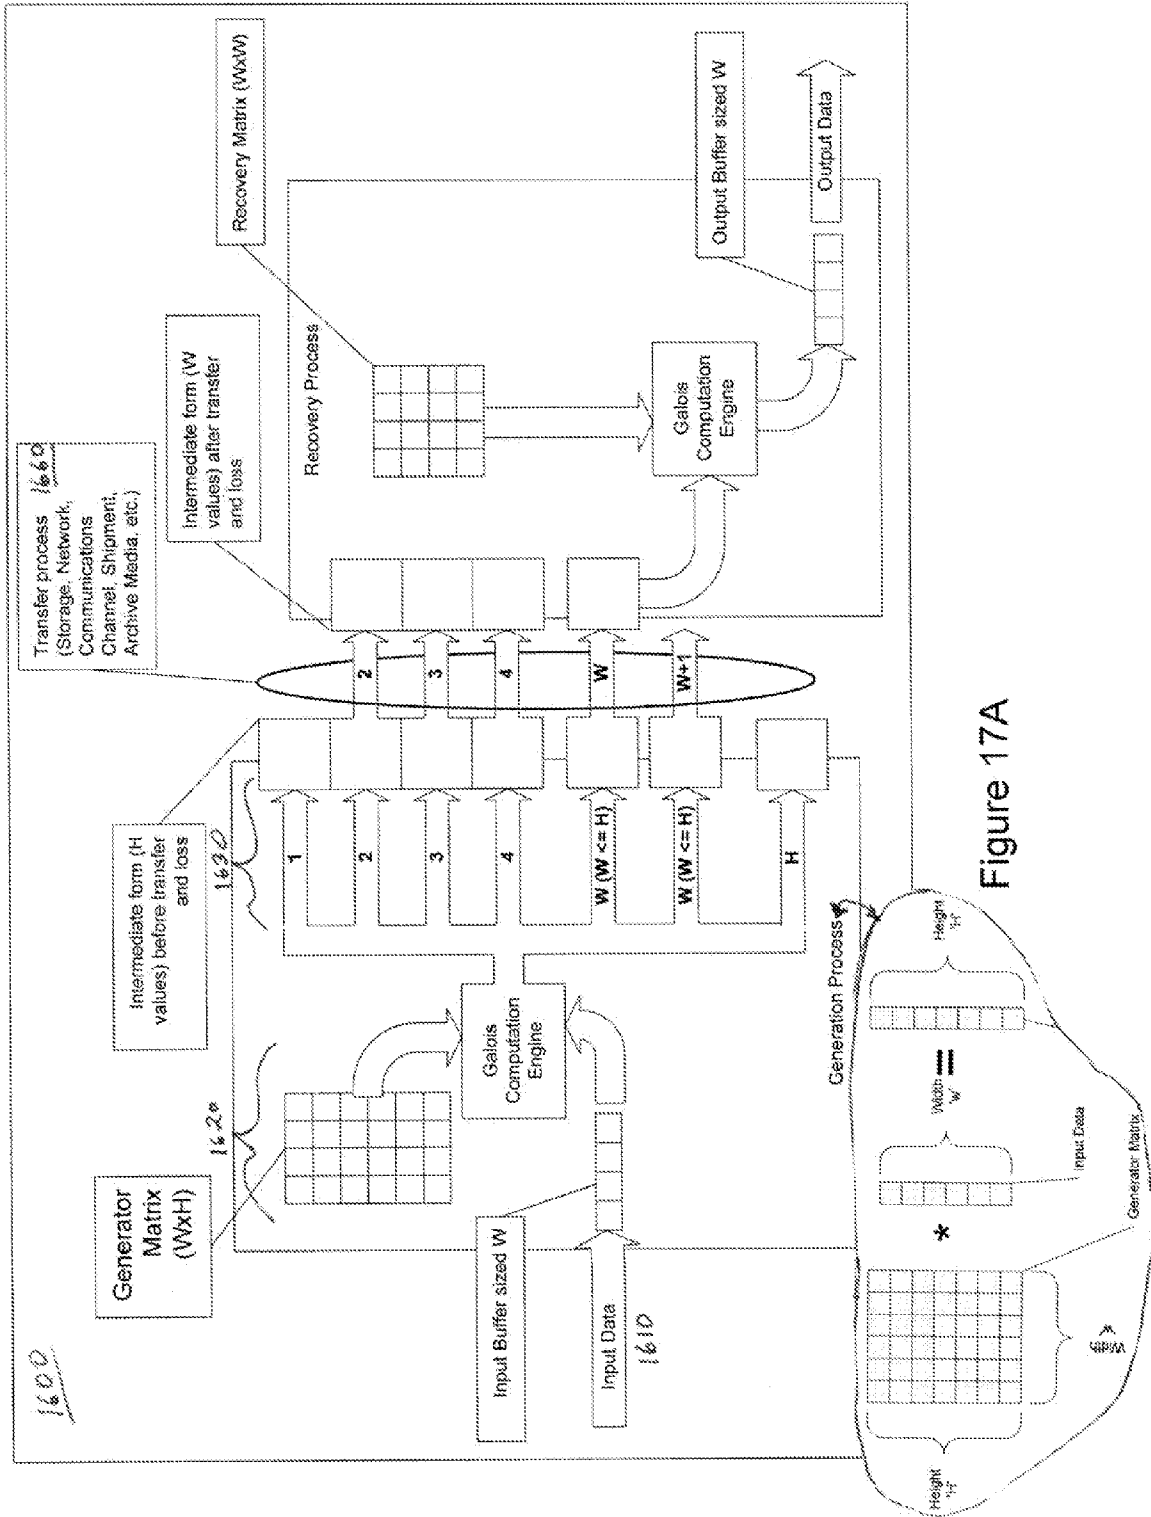 1600
Transfer process 1660
(Storage, Network,
Communications
Channel, Shipment,
Archive Media, etc.)
Generator
Matrix
(WxH)
1620
Intermediate form (H
values) before transfer
and loss
1630
Intermediate form (W
values) after transfer
and loss
Recovery Matrix (WxW)
Recovery Process
1
2
3
4
W (W <= H)
W (W <= H)
H
2
3
4
W
W+1
Galois
Computation
Engine
Galois
Computation
Engine
Input Buffer sized W
Input Data
1610
Output Buffer sized W
Output Data
Generation Process
Height
'H'
Width
*
Width
'w'
=
Height
'H'
Input Data
Generator Matrix
Figure 17A